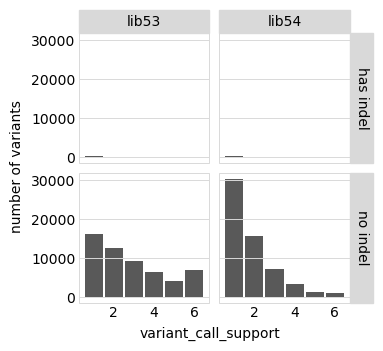 lib53 lib54
30000
20000
10000
0
has indel
number of variants
30000
20000
10000
0
no indel
2 4 6 2 4 6
variant_call_support